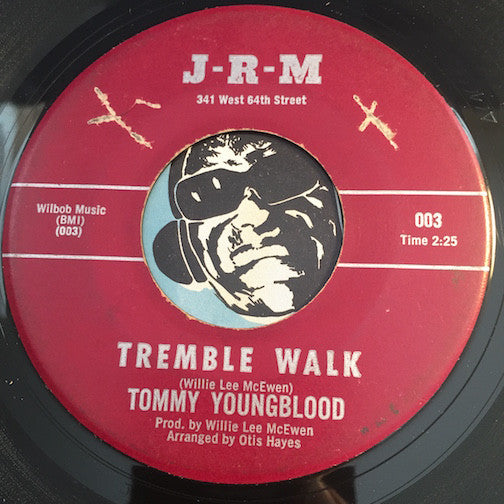 J-R-M
341 West 64th Street
Wilbob Music
(BMI)
(003)
003
Time 2:25
TREMBLE WALK
(Willie Lee McEwen)
TOMMY YOUNGBLOOD
Prod. by Willie Lee McEwen
Arranged by Otis Hayes